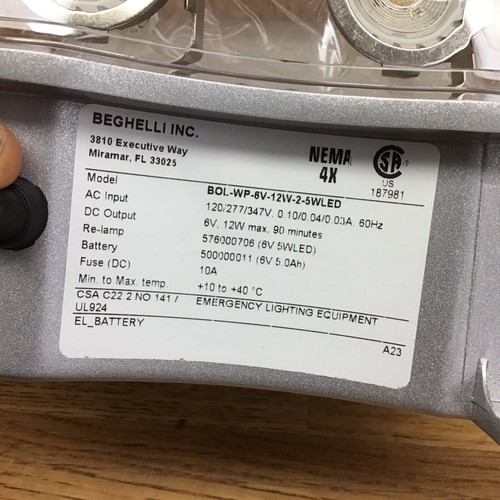 BEGHELLI INC.
3810 Executive Way
Miramar, FL 33025
NEMA
4X
CSA
US
187981
Model BOL-WP-6V-12W-2-5WLED
AC Input 120/277/347V, 0.10/0.04/0.03A, 60Hz
DC Output 6V, 12W max, 90 minutes
Re-lamp 576000706 (6V 5WLED)
Battery 500000011 (6V 5.0Ah)
Fuse (DC) 10A
Min. to Max. temp. +10 to +40 °C
CSA C22.2 NO 141 / EMERGENCY LIGHTING EQUIPMENT
UL924
EL_BATTERY A23